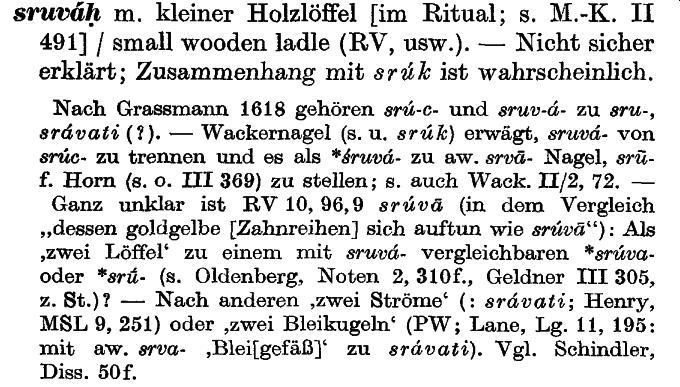 sruváḥ m. kleiner Holzlöffel [im Ritual; s. M.-K. II
491] / small wooden ladle (RV, usw.). — Nicht sicher
erklärt; Zusammenhang mit srúk ist wahrscheinlich.
Nach Grassmann 1618 gehören srú-c- und sruv-á- zu sru-,
srávati (?). — Wackernagel (s. u. srúk) erwägt, sruvá- von
srúc- zu trennen und es als *śruvá- zu aw. srvā- Nagel, srū-
f. Horn (s. o. III 369) zu stellen; s. auch Wack. II/2, 72. —
Ganz unklar ist RV 10, 96,9 srúvā (in dem Vergleich
„dessen goldgelbe [Zahnreihen] sich auftun wie srúvā“): Als
‚zwei Löffel‘ zu einem mit sruvá- vergleichbaren *srúva-
oder *srū́- (s. Oldenberg, Noten 2, 310f., Geldner III 305,
z. St.)? — Nach anderen ‚zwei Ströme‘ (: srávati; Henry,
MSL 9, 251) oder ‚zwei Bleikugeln‘ (PW; Lane, Lg. 11, 195:
mit aw. srva- ‚Blei[gefäß]‘ zu srávati). Vgl. Schindler,
Diss. 50f.